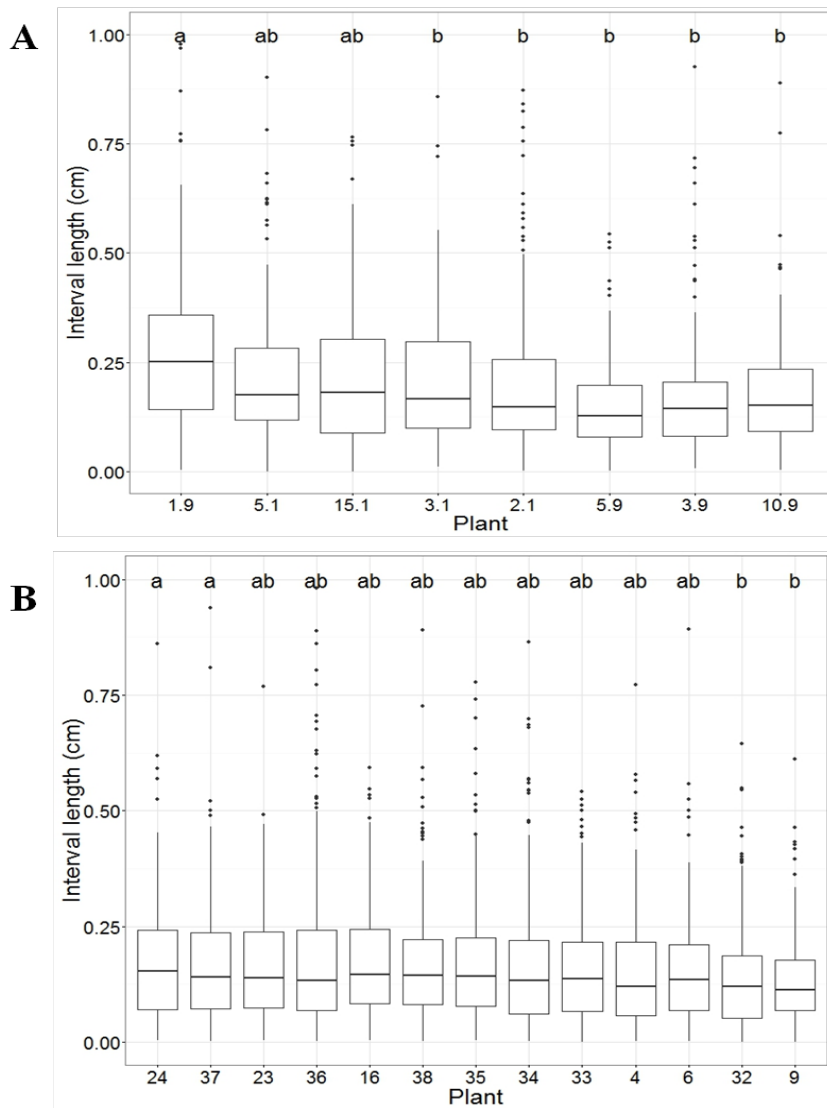 A
1.00
0.75
0.50
0.25
0.00
Interval length (cm)
a ab ab b b b b b
1.9 5.1 15.1 3.1 2.1 5.9 3.9 10.9
Plant
B
1.00
0.75
0.50
0.25
0.00
Interval length (cm)
a a ab ab ab ab ab ab ab ab ab b b
24 37 23 36 16 38 35 34 33 4 6 32 9
Plant